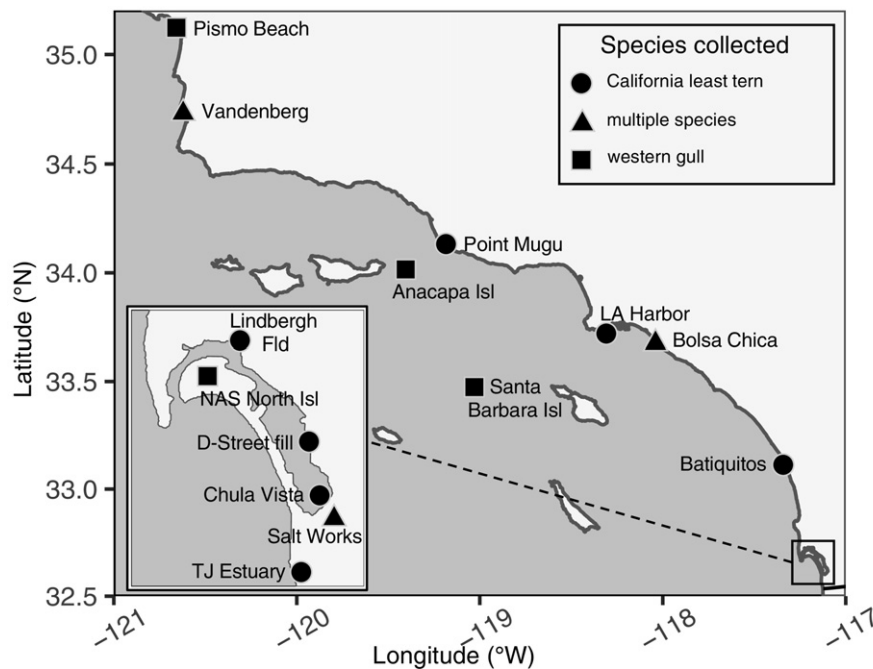 Pismo Beach
Species collected
California least tern
multiple species
western gull
Vandenberg
Point Mugu
Anacapa Isl
LA Harbor
Bolsa Chica
Santa
Barbara Isl
Batiquitos
Lindbergh
Fld
NAS North Isl
D-Street fill
Chula Vista
Salt Works
TJ Estuary
Latitude (°N)
35.0
34.5
34.0
33.5
33.0
32.5
−121
−120
−119
−118
−117
Longitude (°W)